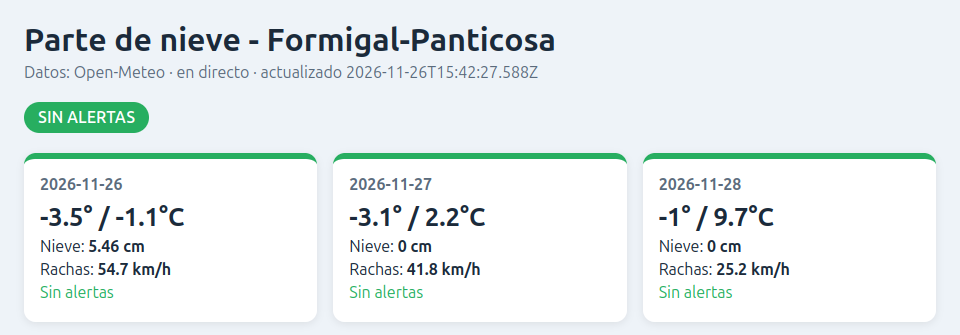 Parte de nieve - Formigal-Panticosa
Datos: Open-Meteo · en directo · actualizado 2026-11-26T15:42:27.588Z
SIN ALERTAS
2026-11-26
-3.5° / -1.1°C
Nieve: 5.46 cm
Rachas: 54.7 km/h
Sin alertas
2026-11-27
-3.1° / 2.2°C
Nieve: 0 cm
Rachas: 41.8 km/h
Sin alertas
2026-11-28
-1° / 9.7°C
Nieve: 0 cm
Rachas: 25.2 km/h
Sin alertas